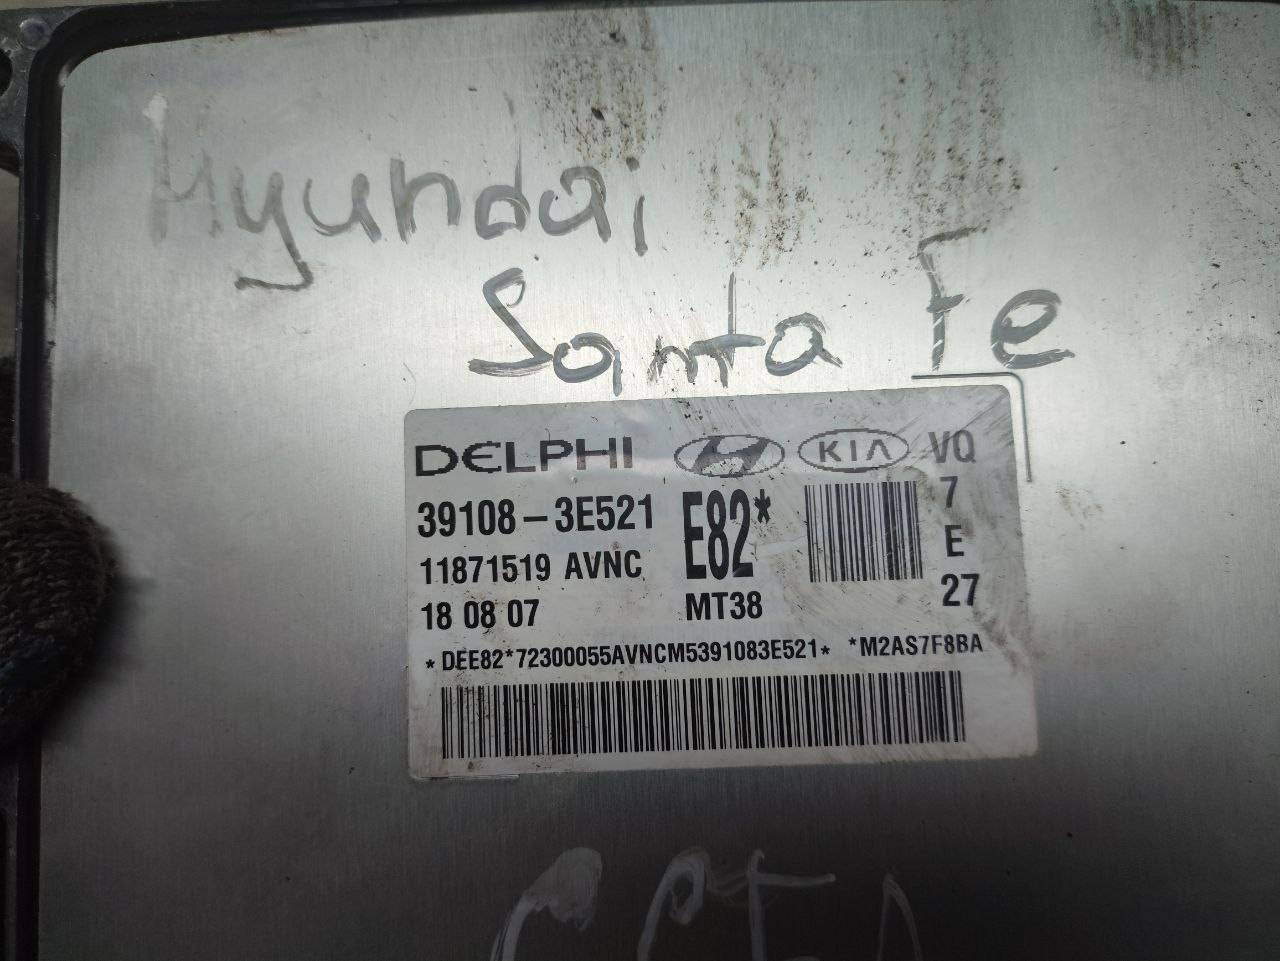 Hyundai
Santa Fe
DELPHI KIA VQ
39108-3E521 E82* 7
11871519 AVNC E
18 08 07 MT38 27
*DEE82*72300055AVNCM5391083E521* *M2AS7F8BA